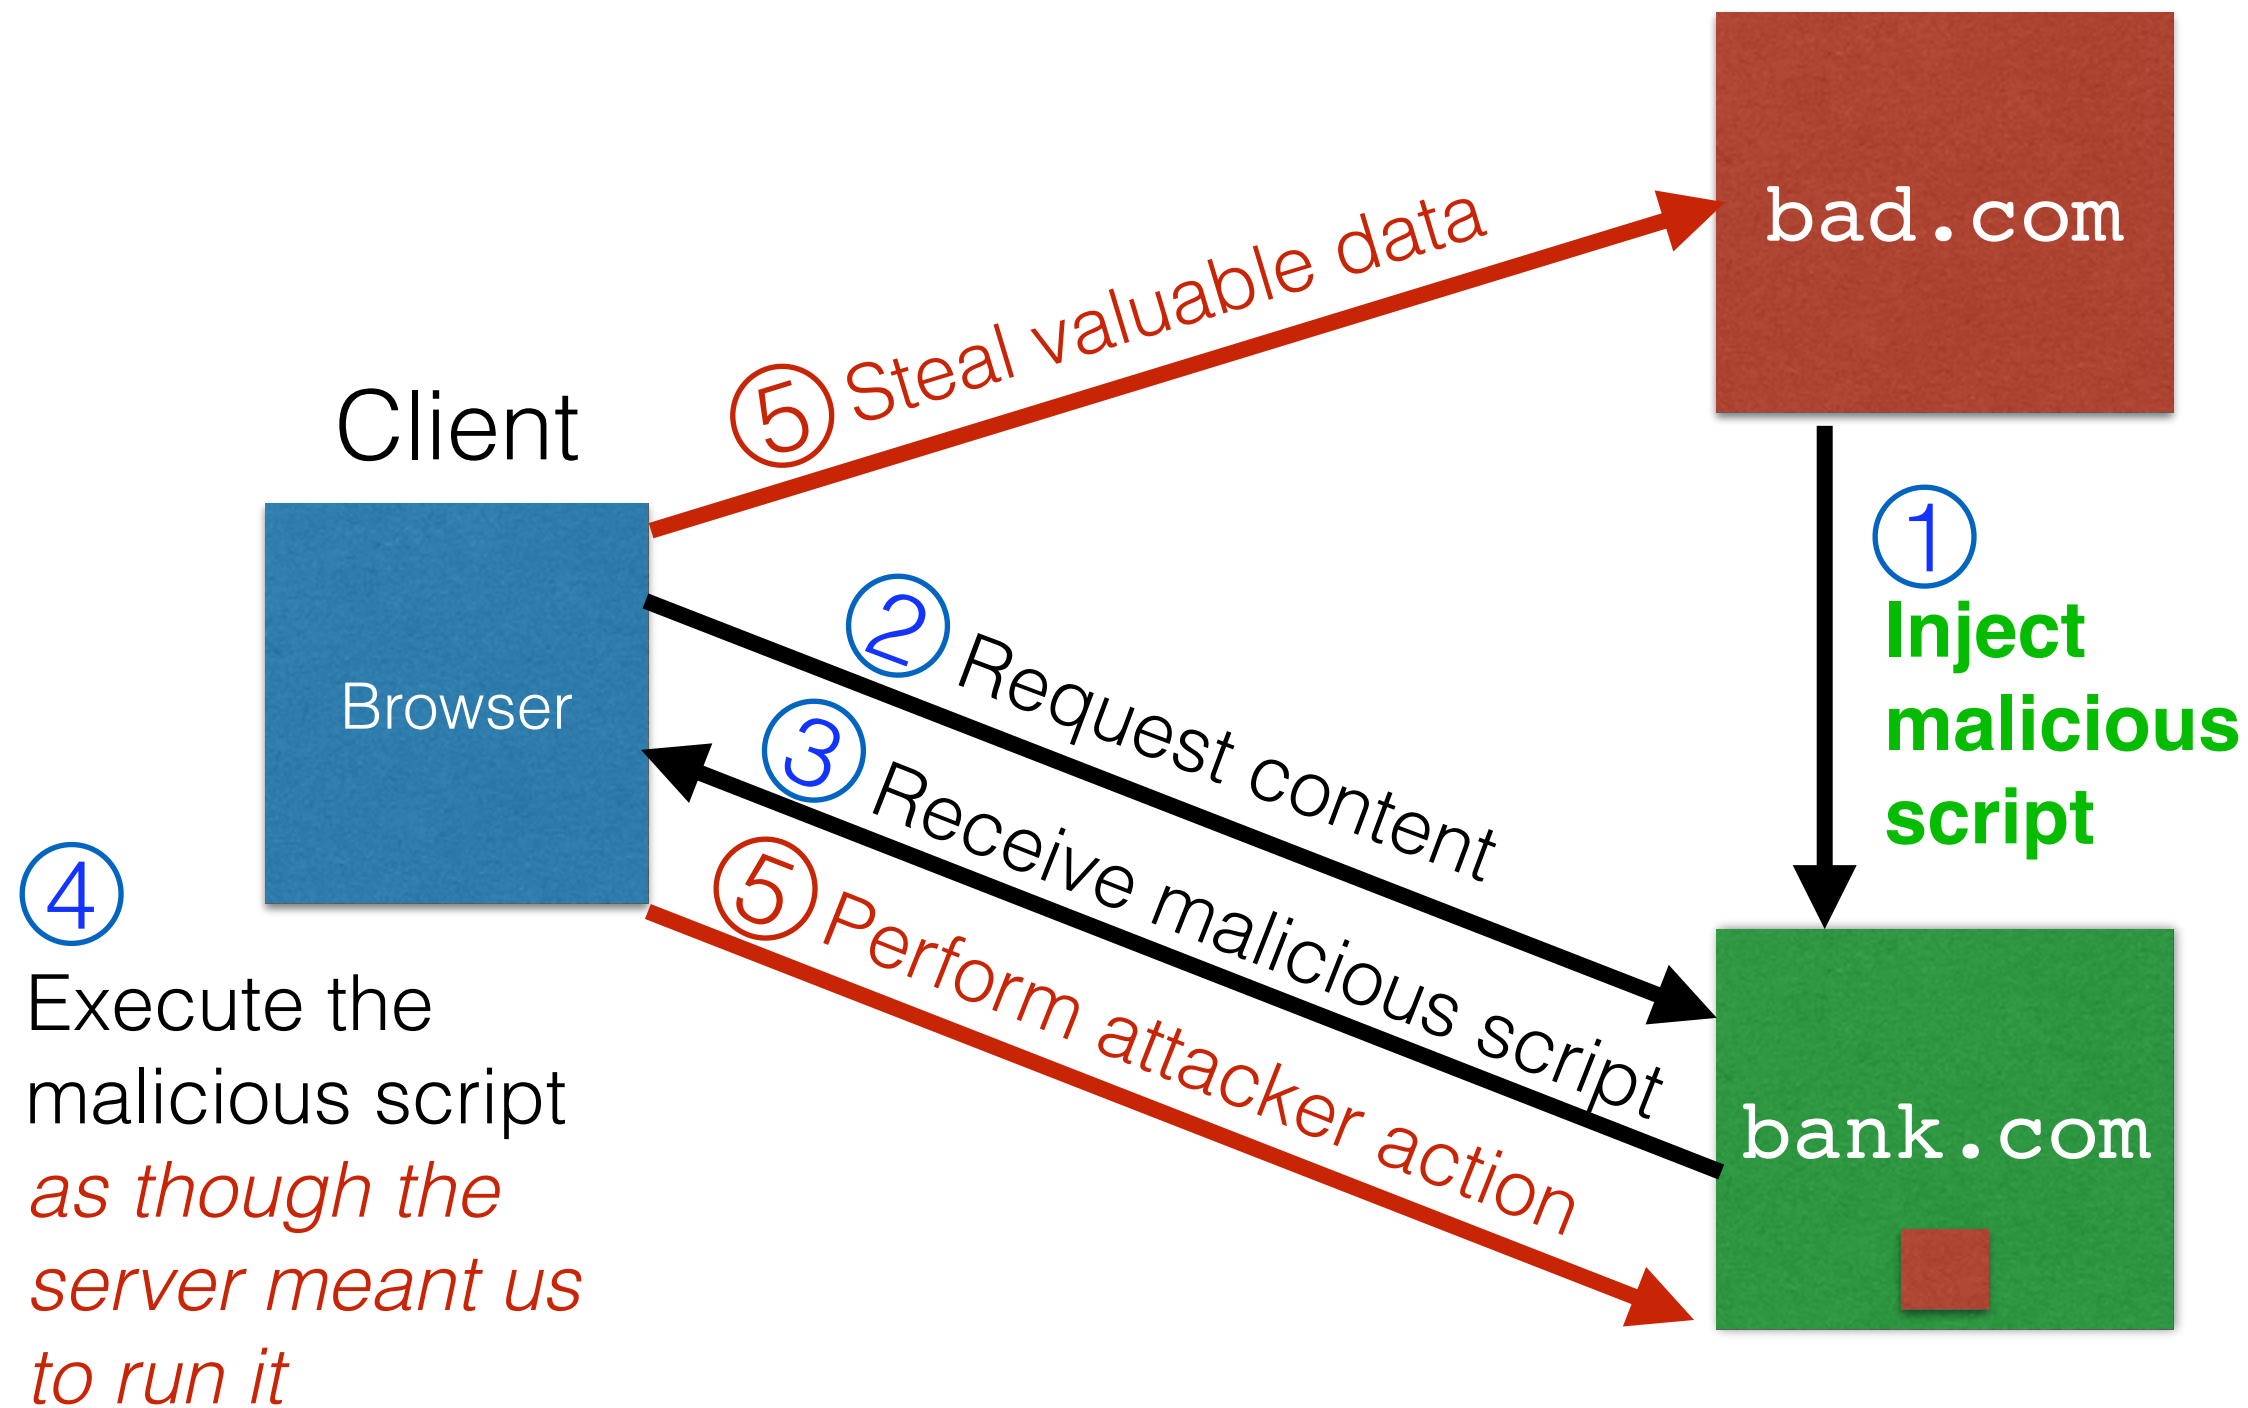 bad.com
⑤ Steal valuable data
Client
①
Inject
malicious
script
② Request content
Browser
③ Receive malicious script
⑤ Perform attacker action
④
Execute the
malicious script
as though the
server meant us
to run it
bank.com